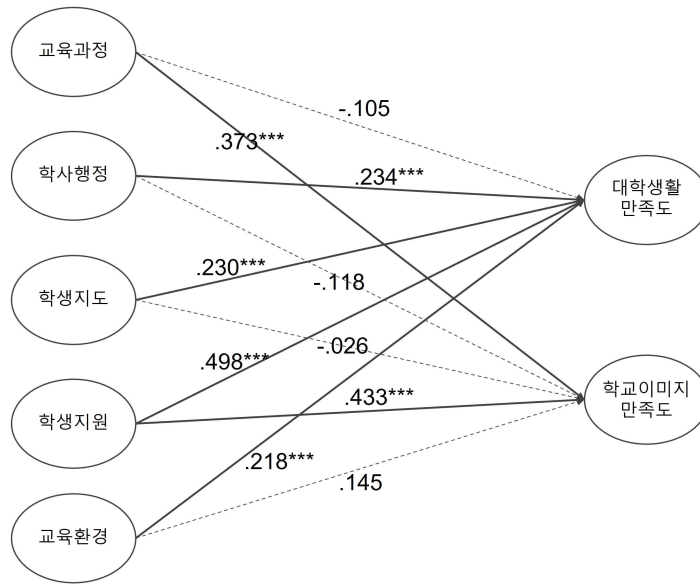 교육과정
-.105
.373***
학사행정
.234***
대학생활
만족도
학생지도
.230***
-.118
-.026
.498***
학생지원
.433***
학교이미지
만족도
.218***
.145
교육환경